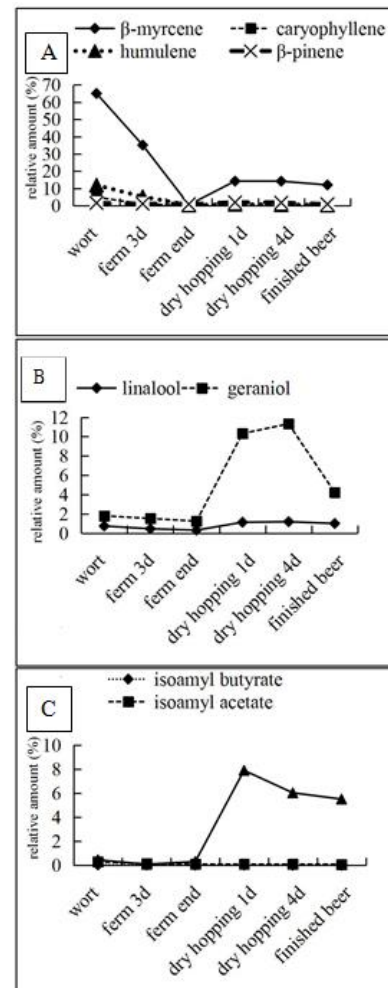 A
β-myrcene
caryophyllene
humulene
β-pinene
relative amount (%)
70
60
50
40
30
20
10
0
wort
ferm 3d
ferm end
dry hopping 1d
dry hopping 4d
finished beer
B
linalool
geraniol
relative amount (%)
12
10
8
6
4
2
0
wort
ferm 3d
ferm end
dry hopping 1d
dry hopping 4d
finished beer
C
isoamyl butyrate
isoamyl acetate
relative amount (%)
10
8
6
4
2
0
wort
ferm 3d
ferm end
dry hopping 1d
dry hopping 4d
finished beer